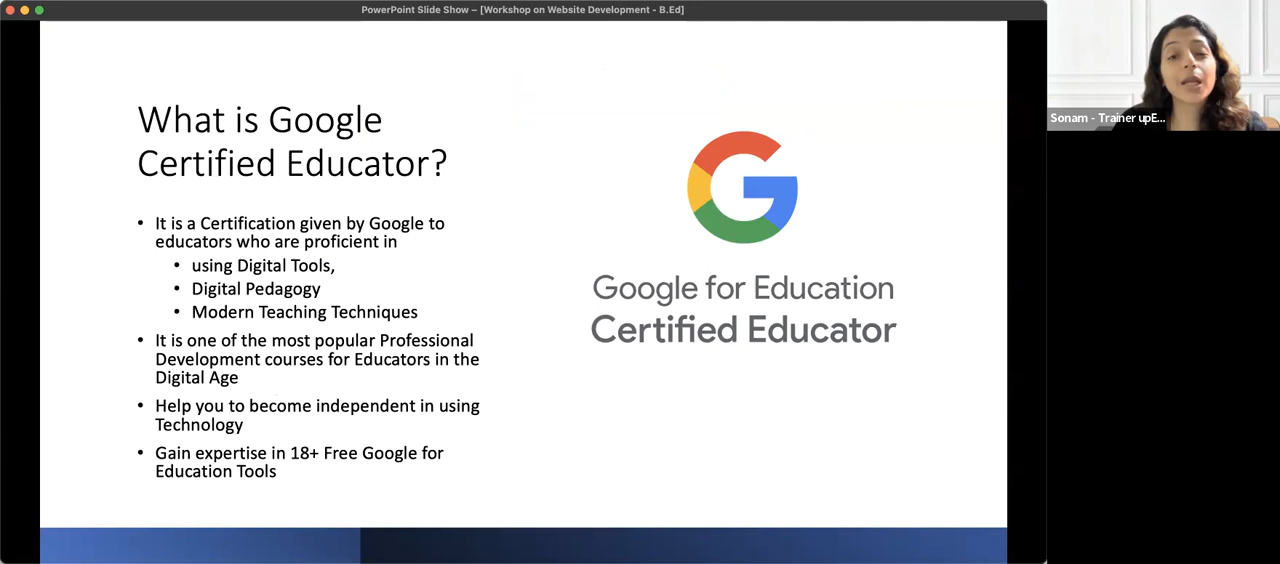 PowerPoint Slide Show – [Workshop on Website Development - B.Ed]
Sonam - Trainer upE...
What is Google
Certified Educator?
• It is a Certification given by Google to
educators who are proficient in
• using Digital Tools,
• Digital Pedagogy
• Modern Teaching Techniques
• It is one of the most popular Professional
Development courses for Educators in the
Digital Age
• Help you to become independent in using
Technology
• Gain expertise in 18+ Free Google for
Education Tools
Google for Education
Certified Educator